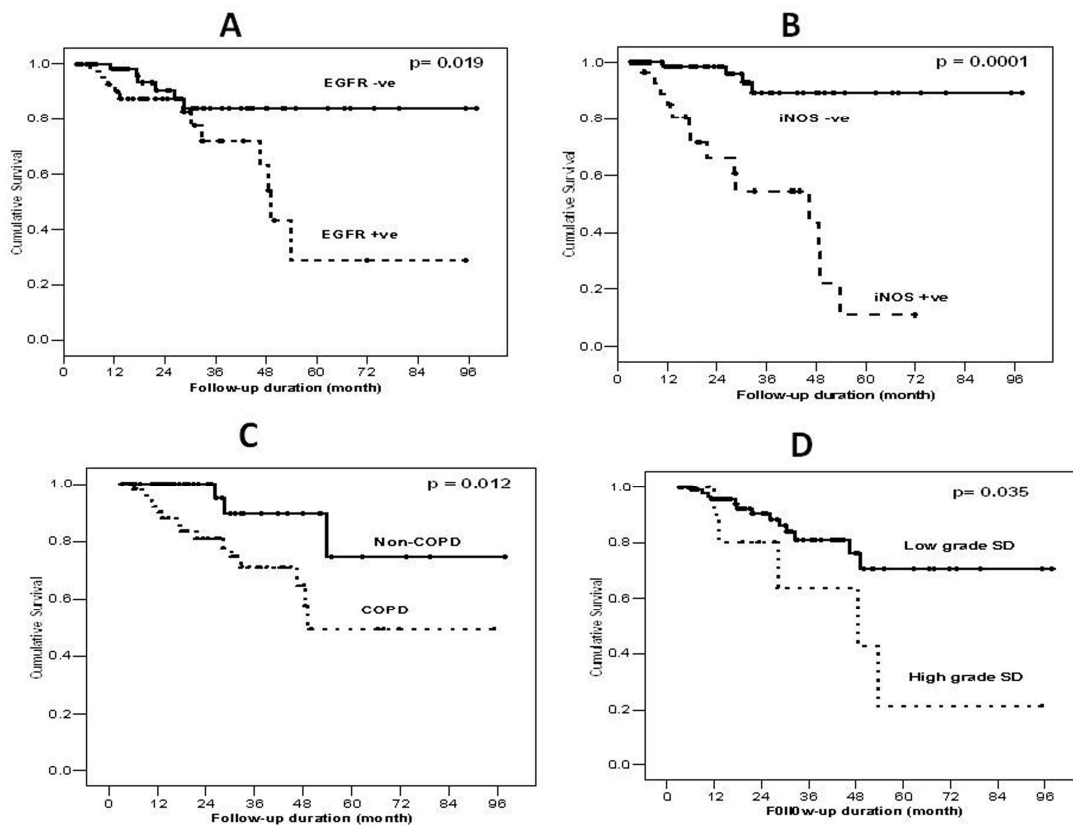 A
p= 0.019
1.0
EGFR -ve
0.8
0.6
0.4
EGFR +ve
0.2
0.0
Cumulative Survival
0 12 24 36 48 60 72 84 96
Follow-up duration (month)
B
p = 0.0001
1.0
iNOS -ve
0.8
0.6
0.4
0.2
iNOS +ve
0.0
Cumulative Survival
0 12 24 36 48 60 72 84 96
Follow-up duration (month)
C
p = 0.012
1.0
Non-COPD
0.8
0.6
COPD
0.4
0.2
0.0
Cumulative Survival
0 12 24 36 48 60 72 84 96
Follow-up duration (month)
D
p= 0.035
1.0
Low grade SD
0.8
0.6
0.4
High grade SD
0.2
0.0
Cumulative Survival
0 12 24 36 48 60 72 84 96
F0ll0w-up duration (month)